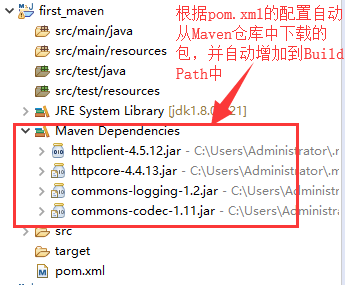 first_maven
src/main/java
src/main/resources
src/test/java
src/test/resources
JRE System Library [jdk1.8.0_21]
Maven Dependencies
httpclient-4.5.12.jar - C:\Users\Administrator\.m
httpcore-4.4.13.jar - C:\Users\Administrator\.m
commons-logging-1.2.jar - C:\Users\Administra
commons-codec-1.11.jar - C:\Users\Administra
src
target
pom.xml
根据pom.xml的配置自动
从Maven仓库中下载的
包，并自动增加到Build
Path中